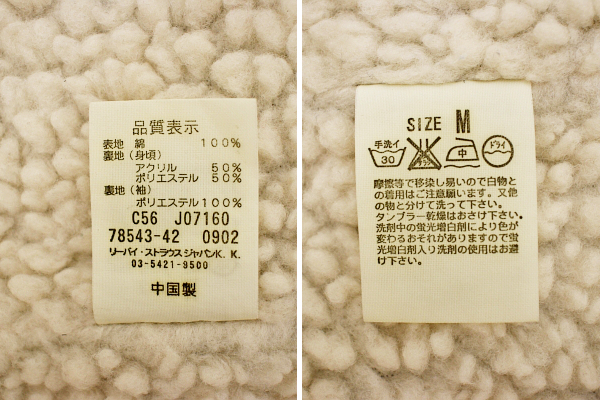 品質表示
表地 綿 100%
裏地(身頃)
アクリル 50%
ポリエステル 50%
裏地(袖)
ポリエステル 100%
C56 J07160
78543-42 0902
リーバイ・ストラウス ジャパンK.K.
03-5421-9500
中国製
SIZE M
手洗イ 30 エンソサラシ 中 ドライ
摩擦等で移染し易いので白物と
の着用はご注意願います。又他
の物と分けて洗って下さい。
タンブラー乾燥はおさけ下さい。
洗剤中の蛍光増白剤により色が
変わるおそれがありますので蛍
光増白剤入り洗剤の使用はお避
け下さい。